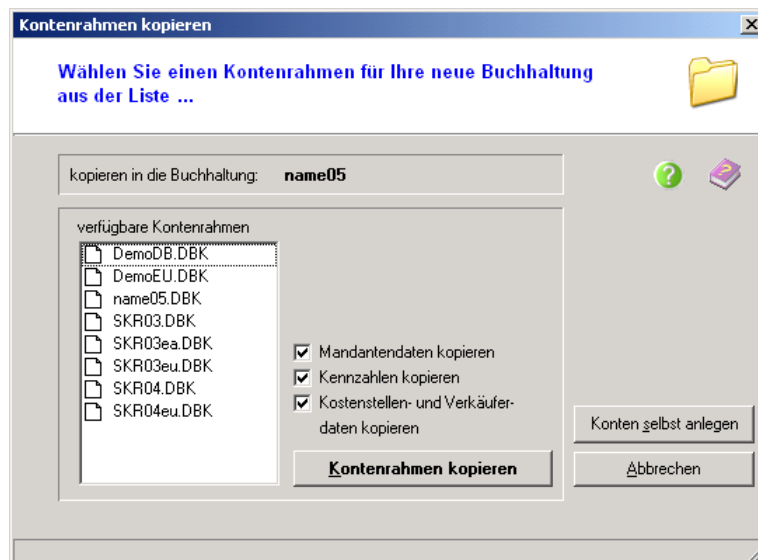 Kontenrahmen kopieren
Wählen Sie einen Kontenrahmen für Ihre neue Buchhaltung
aus der Liste ...
kopieren in die Buchhaltung: name05
verfügbare Kontenrahmen
DemoDB.DBK
DemoEU.DBK
name05.DBK
SKR03.DBK
SKR03ea.DBK
SKR03eu.DBK
SKR04.DBK
SKR04eu.DBK
Mandantendaten kopieren
Kennzahlen kopieren
Kostenstellen- und Verkäufer-
daten kopieren
Kontenrahmen kopieren
Konten selbst anlegen
Abbrechen